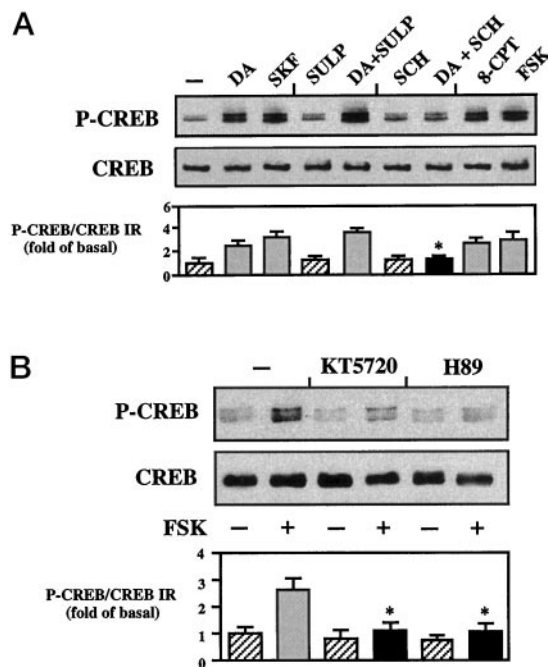 A
– DA SKF SULP DA+SULP SCH DA + SCH 8-CPT FSK
P-CREB
CREB
P-CREB/CREB IR
(fold of basal)
6
4
2
0
*
B
– KT5720 H89
P-CREB
CREB
FSK – + – + – +
P-CREB/CREB IR
(fold of basal)
4
3
2
1
0
* *